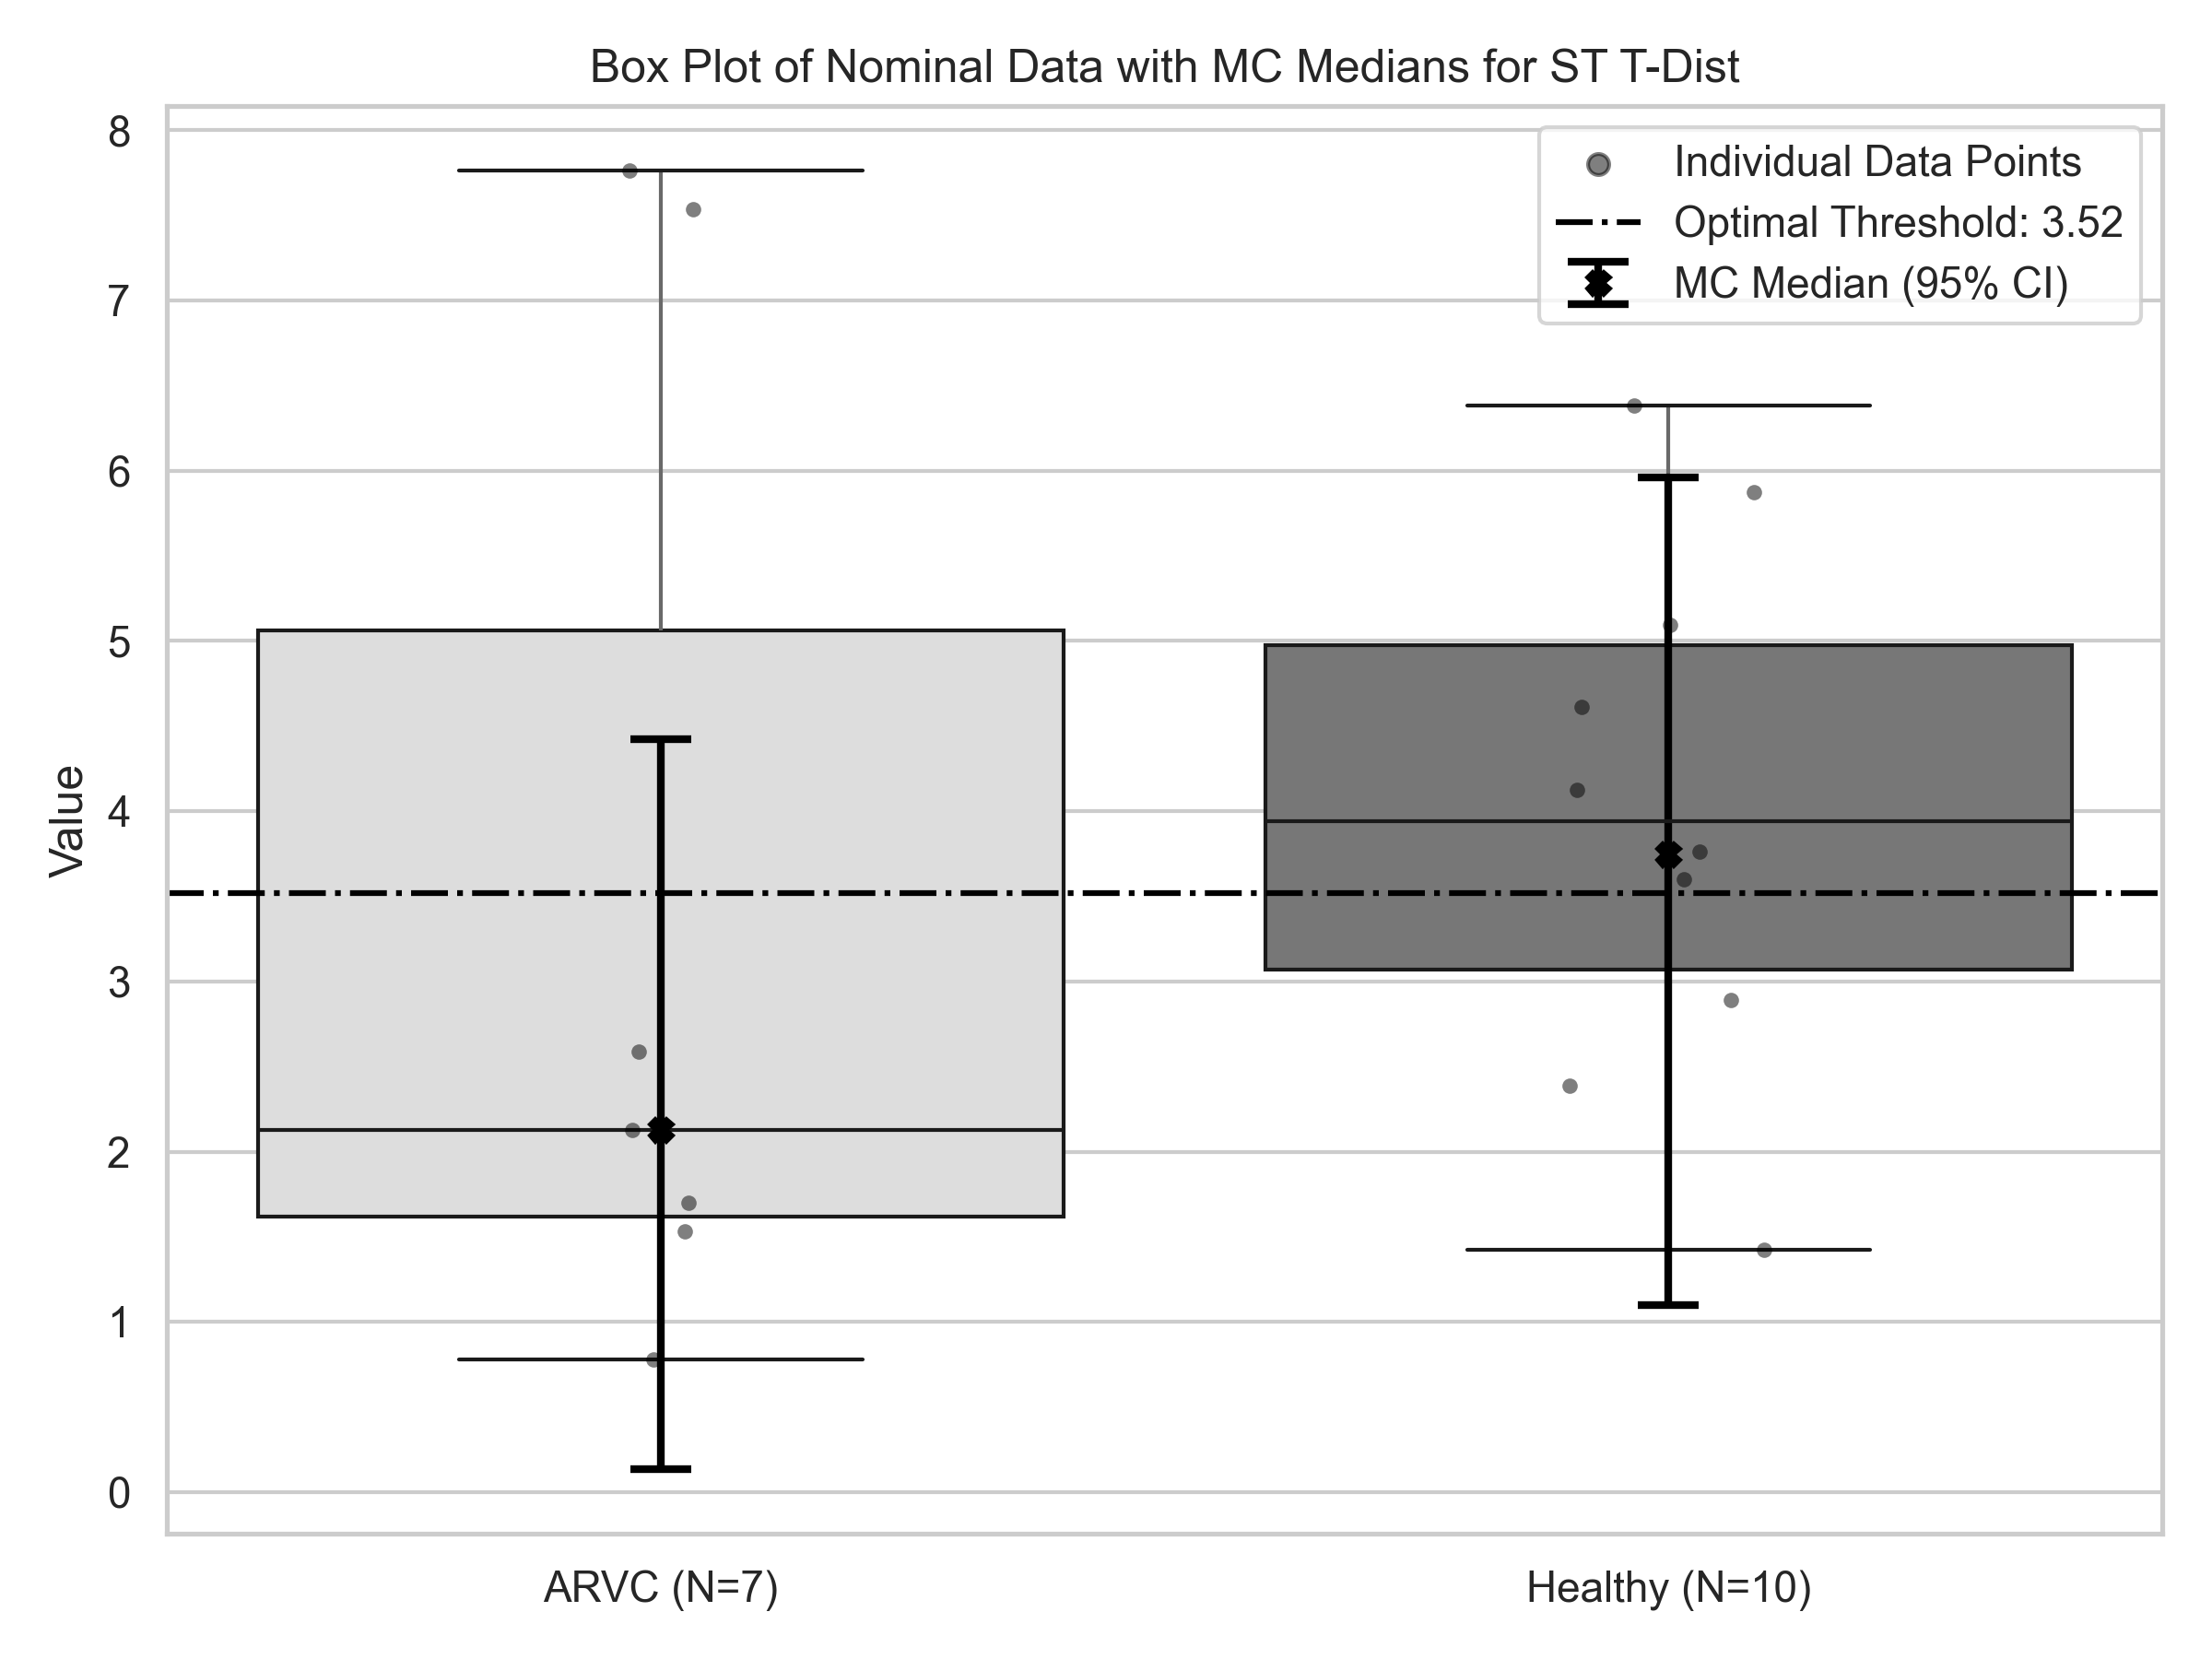 Box Plot of Nominal Data with MC Medians for ST T-Dist
Individual Data Points
Optimal Threshold: 3.52
MC Median (95% CI)
Value
8
7
6
5
4
3
2
1
0
ARVC (N=7)
Healthy (N=10)